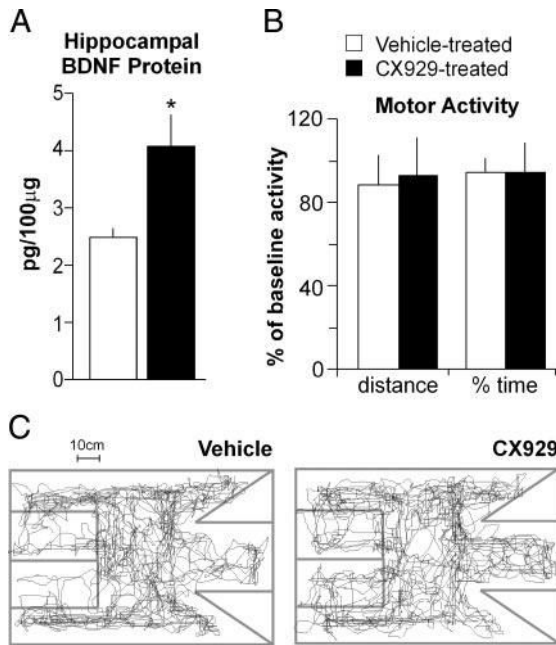 A
Hippocampal
BDNF Protein
5
4
3
2
1
0
pg/100μg
*
B
Vehicle-treated
CX929-treated
Motor Activity
120
80
40
0
% of baseline activity
distance
% time
C
10cm
Vehicle
CX929